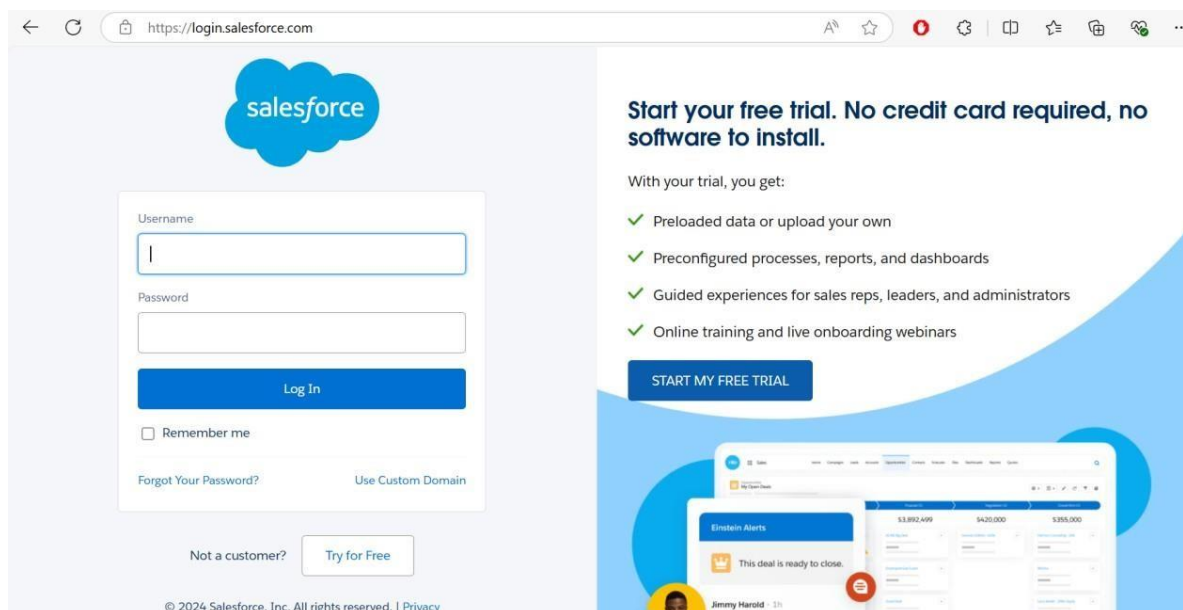 https://login.salesforce.com
salesforce
Username
Password
Log In
Remember me
Forgot Your Password? Use Custom Domain
Not a customer? Try for Free
© 2024 Salesforce, Inc. All rights reserved. | Privacy
Start your free trial. No credit card required, no
software to install.
With your trial, you get:
Preloaded data or upload your own
Preconfigured processes, reports, and dashboards
Guided experiences for sales reps, leaders, and administrators
Online training and live onboarding webinars
START MY FREE TRIAL
Sales
My Open Deals
$3,892,499 $420,000 $355,000
Einstein Alerts
This deal is ready to close.
Jimmy Harold · 1h